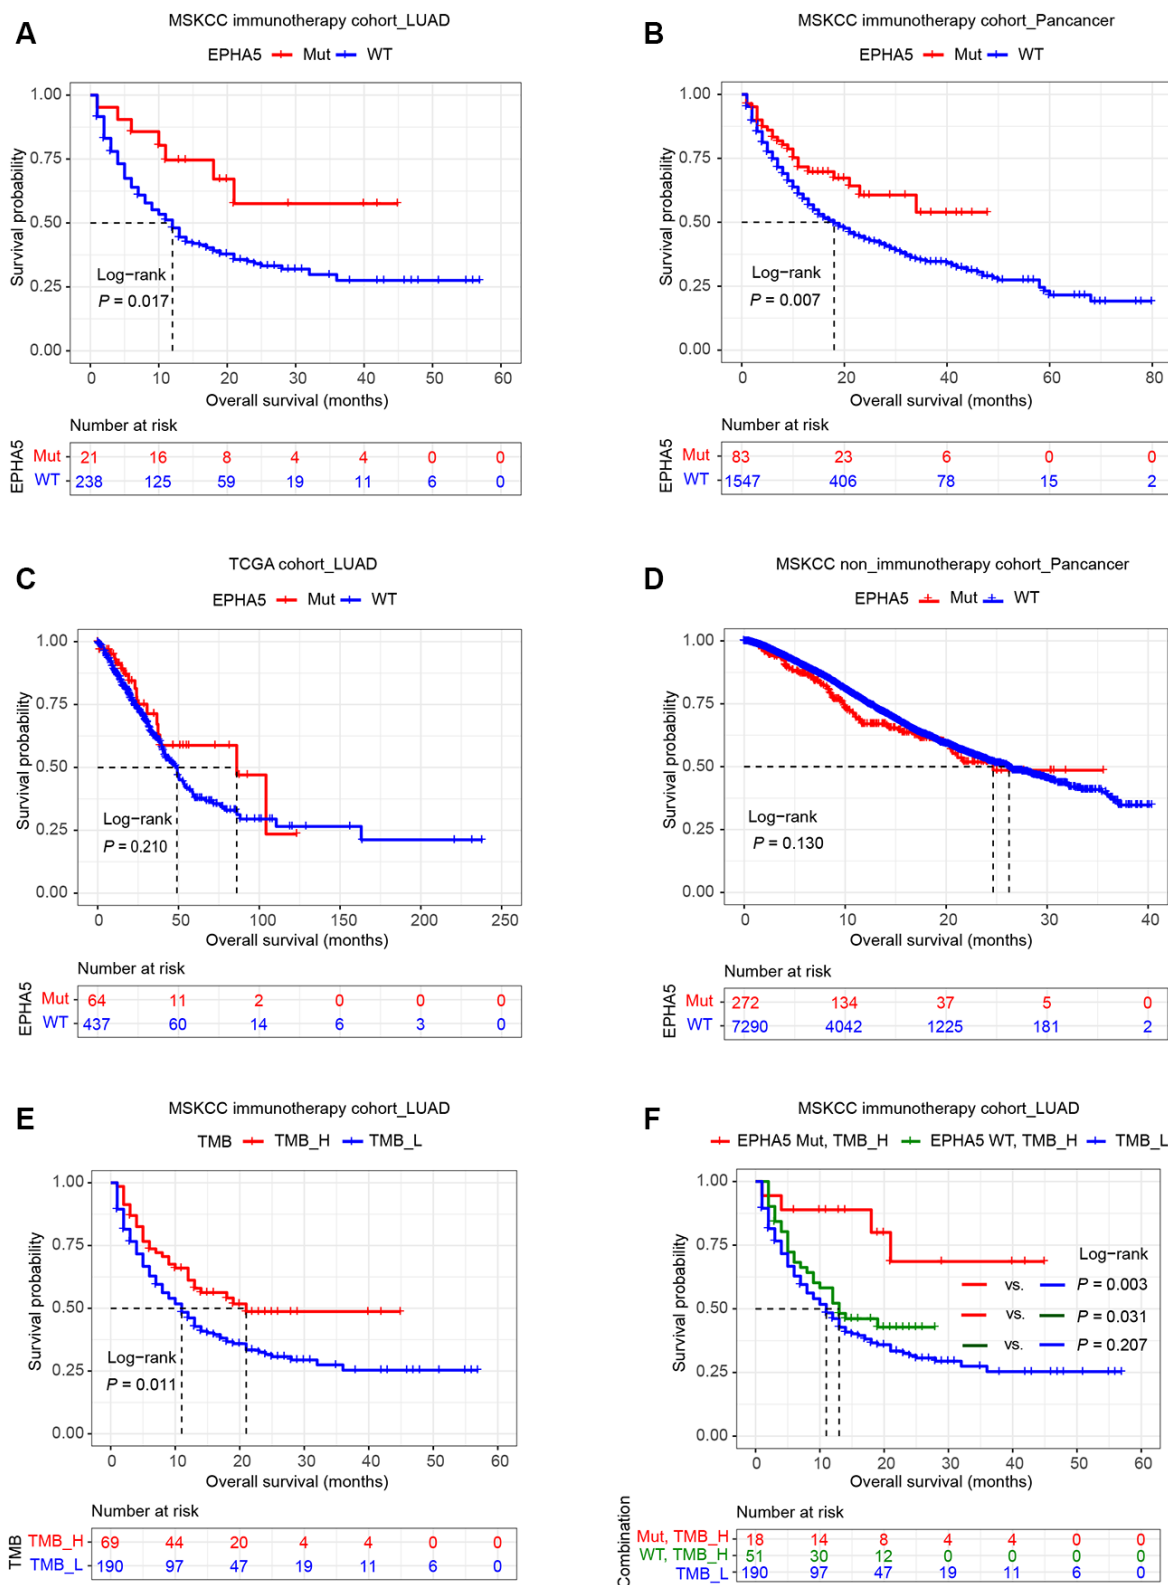 A
MSKCC immunotherapy cohort_LUAD
EPHA5 Mut WT
Survival probability
1.00
0.75
0.50
0.25
0.00
Log-rank
P = 0.017
0 10 20 30 40 50 60
Overall survival (months)
Number at risk
EPHA5
Mut 21 16 8 4 4 0 0
WT 238 125 59 19 11 6 0
B
MSKCC immunotherapy cohort_Pancancer
EPHA5 Mut WT
Survival probability
1.00
0.75
0.50
0.25
0.00
Log-rank
P = 0.007
0 20 40 60 80
Overall survival (months)
Number at risk
EPHA5
Mut 83 23 6 0 0
WT 1547 406 78 15 2
C
TCGA cohort_LUAD
EPHA5 Mut WT
Survival probability
1.00
0.75
0.50
0.25
0.00
Log-rank
P = 0.210
0 50 100 150 200 250
Overall survival (months)
Number at risk
EPHA5
Mut 64 11 2 0 0 0
WT 437 60 14 6 3 0
D
MSKCC non_immunotherapy cohort_Pancancer
EPHA5 Mut WT
Survival probability
1.00
0.75
0.50
0.25
0.00
Log-rank
P = 0.130
0 10 20 30 40
Overall survival (months)
Number at risk
EPHA5
Mut 272 134 37 5 0
WT 7290 4042 1225 181 2
E
MSKCC immunotherapy cohort_LUAD
TMB TMB_H TMB_L
Survival probability
1.00
0.75
0.50
0.25
0.00
Log-rank
P = 0.011
0 10 20 30 40 50 60
Overall survival (months)
Number at risk
TMB
TMB_H 69 44 20 4 4 0 0
TMB_L 190 97 47 19 11 6 0
F
MSKCC immunotherapy cohort_LUAD
EPHA5 Mut, TMB_H EPHA5 WT, TMB_H TMB_L
Survival probability
1.00
0.75
0.50
0.25
0.00
Log-rank
vs. P = 0.003
vs. P = 0.031
vs. P = 0.207
0 10 20 30 40 50 60
Overall survival (months)
Number at risk
Combination
Mut, TMB_H 18 14 8 4 4 0 0
WT, TMB_H 51 30 12 0 0 0 0
TMB_L 190 97 47 19 11 6 0